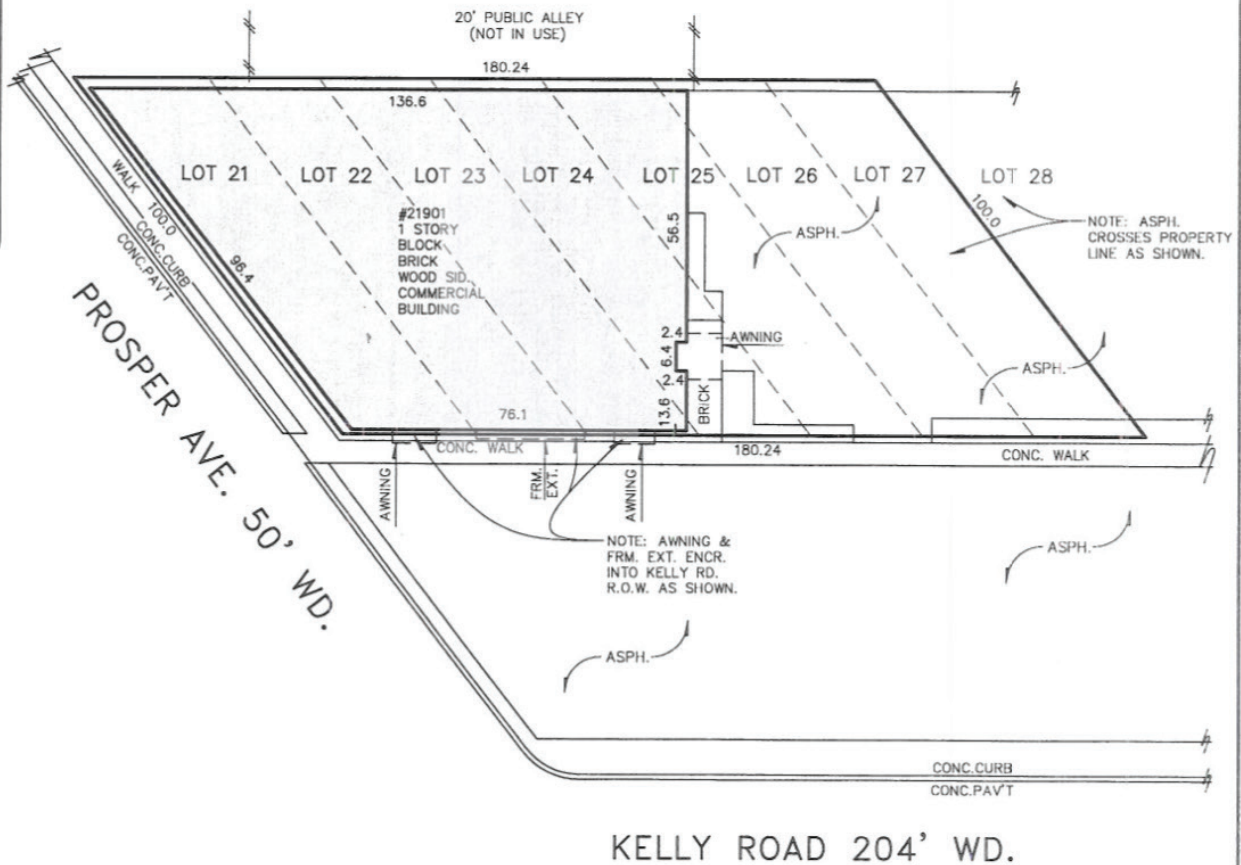 20' PUBLIC ALLEY
(NOT IN USE)
180.24
136.6
WALK
100.0
CONC.CURB
CONC.PAV'T
96.4
LOT 21
LOT 22
LOT 23
LOT 24
LOT 25
LOT 26
LOT 27
LOT 28
#21901
1 STORY
BLOCK
BRICK
WOOD SID.
COMMERCIAL
BUILDING
56.5
ASPH.
100.0
NOTE: ASPH.
CROSSES PROPERTY
LINE AS SHOWN.
2.4
6.4
2.4
AWNING
13.6
BRICK
ASPH.
76.1
CONC. WALK
180.24
CONC. WALK
AWNING
FRM.
EXT.
AWNING
PROSPER AVE. 50' WD.
NOTE: AWNING &
FRM. EXT. ENCR.
INTO KELLY RD.
R.O.W. AS SHOWN.
ASPH.
ASPH.
CONC.CURB
CONC.PAV'T
KELLY ROAD 204' WD.